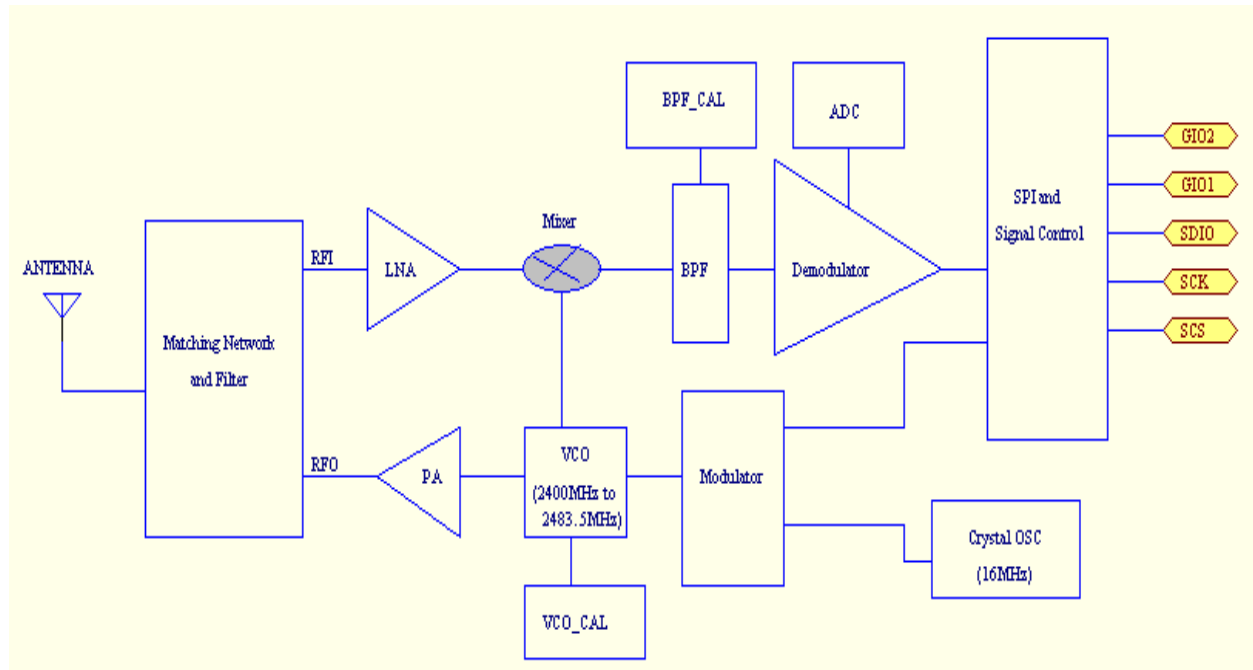 BPF_CAL
ADC
GIO2
GIO1
SPI and
Signal Control
SDIO
SCK
SCS
Mixer
RFI
LNA
BPF
Demodulator
ANTENNA
Matching Network
and Filter
RFO
PA
VCO
(2400MHz to
2483.5MHz)
Modulator
Crystal OSC
(16MHz)
VCO_CAL